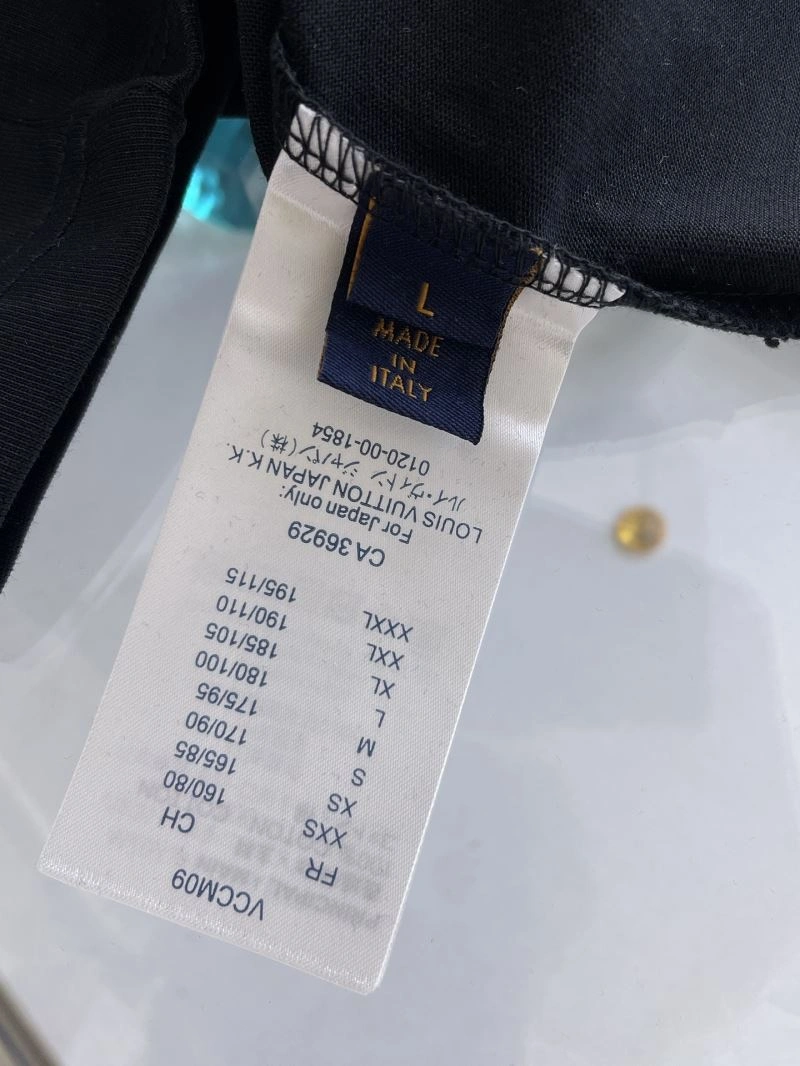 L
MADE
IN
ITALY
VCCM09
FR CH
XXS 160/80
XS 165/85
S 170/90
M 175/95
L 180/100
XL 185/105
XXL 190/110
XXXL 195/115
CA 36929
For Japan only:
LOUIS VUITTON JAPAN K.K.
ルイ・ヴィトン ジャパン(株)
0120-00-1854